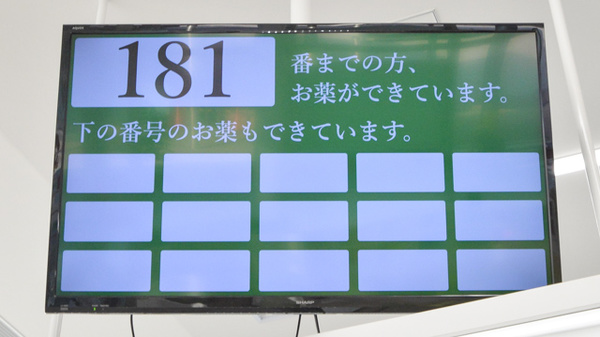 181
番までの方、
お薬ができています。
下の番号のお薬もできています。
SHARP